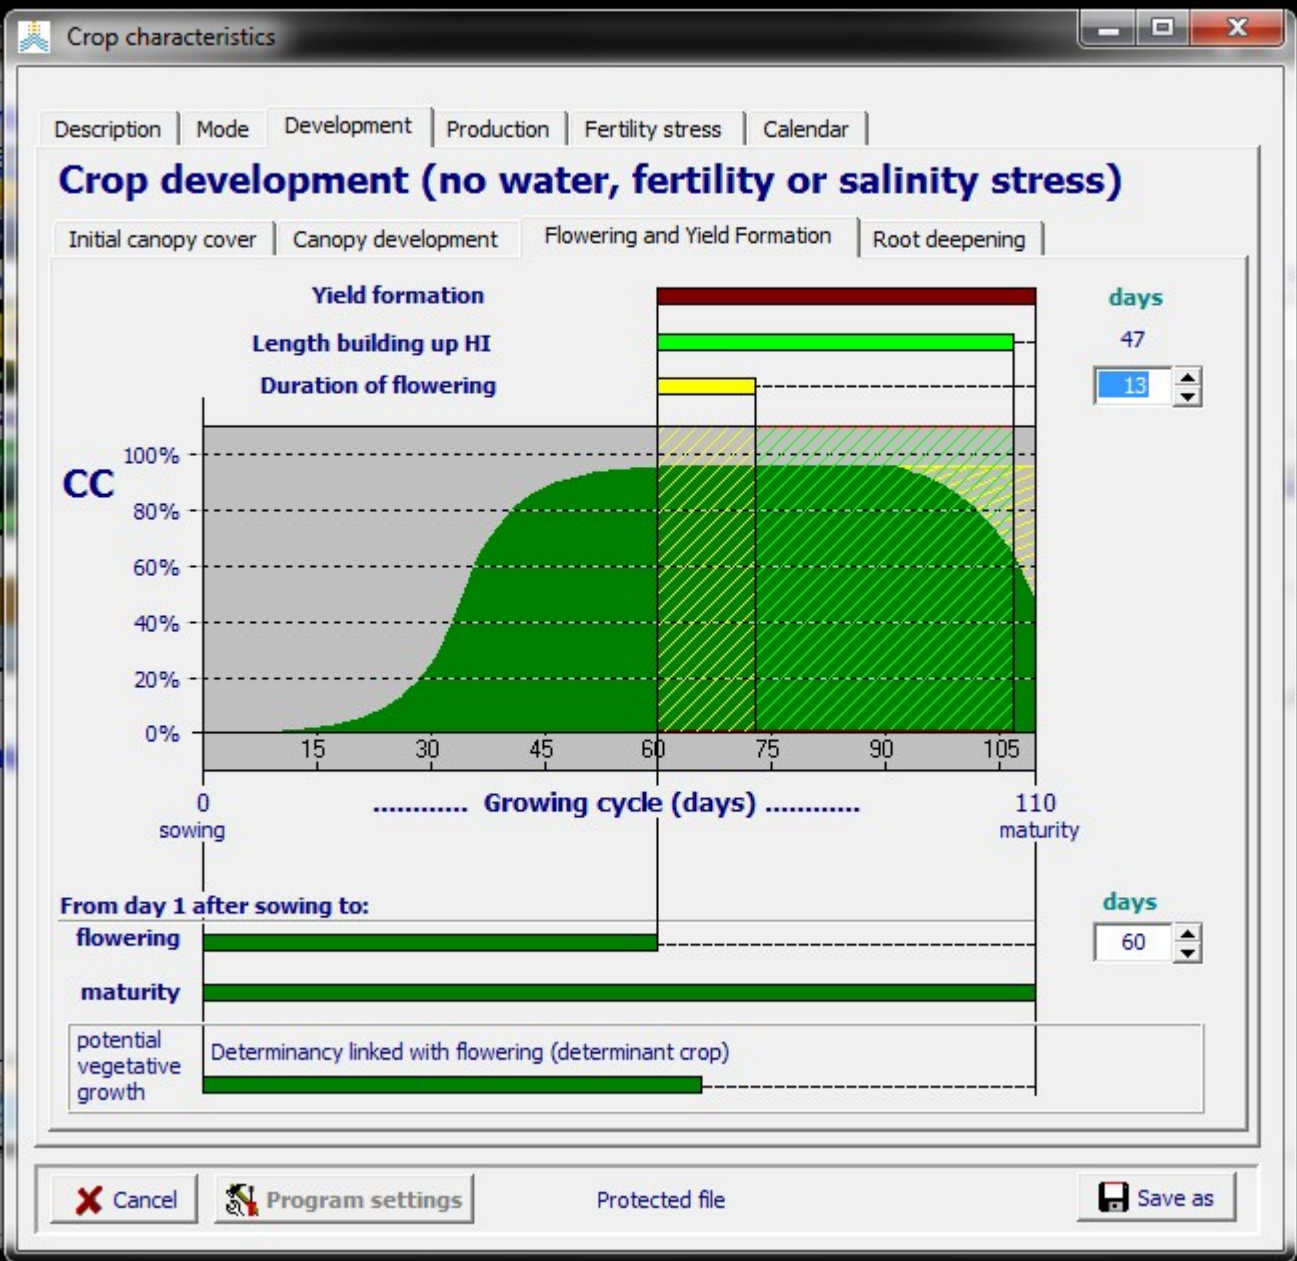 Crop characteristics
Description Mode Development Production Fertility stress Calendar
Crop development (no water, fertility or salinity stress)
Initial canopy cover Canopy development Flowering and Yield Formation Root deepening
Yield formation days
Length building up HI 47
Duration of flowering 13
CC
100%
80%
60%
40%
20%
0%
15 30 45 60 75 90 105
0 ............ Growing cycle (days) ............ 110
sowing maturity
From day 1 after sowing to: days
flowering 60
maturity
potential
vegetative
growth
Determinancy linked with flowering (determinant crop)
Cancel Program settings Protected file Save as